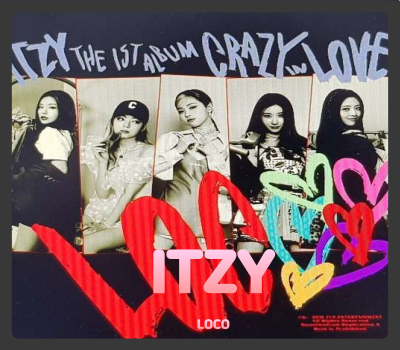 ITZY THE 1ST ALBUM CRAZY IN LOVE
C
ITZY
LOCO